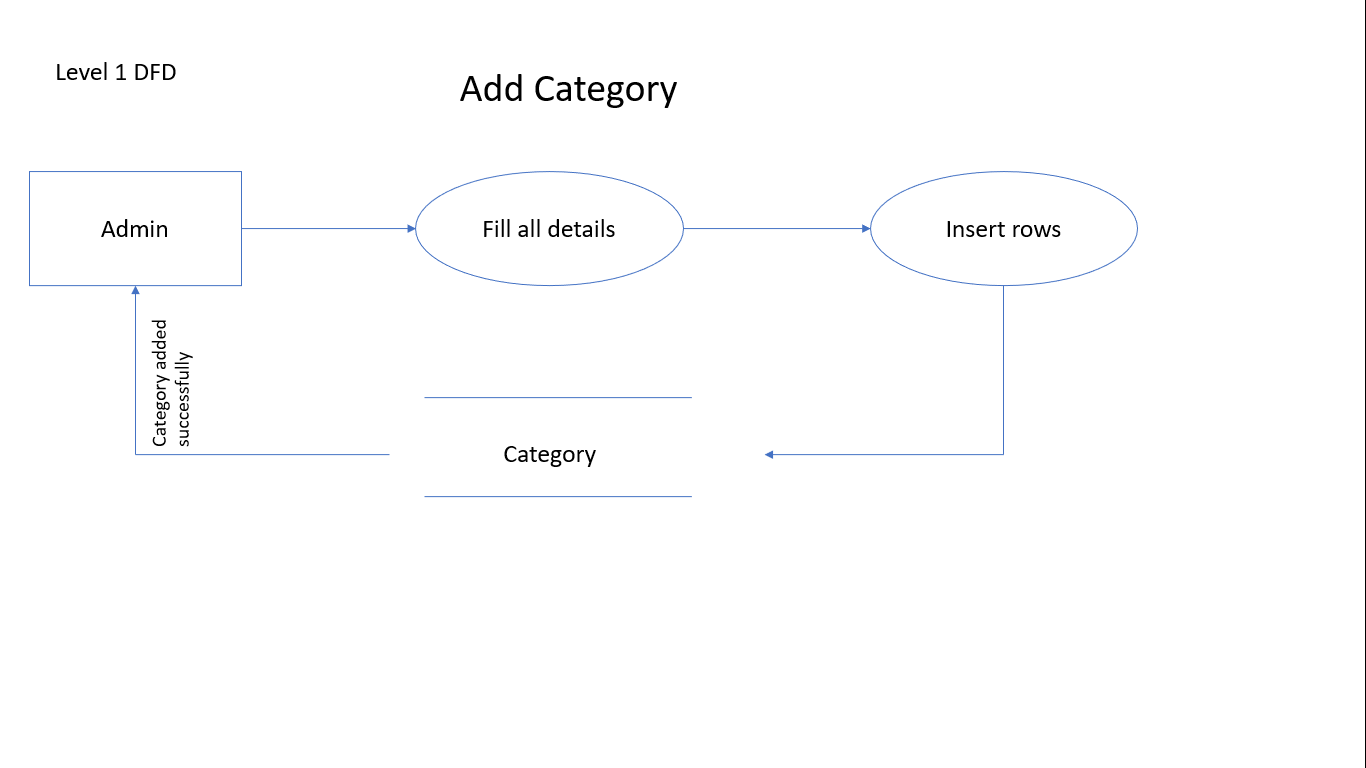 Level 1 DFD
Add Category
Admin
Fill all details
Insert rows
Category added
successfully
Category